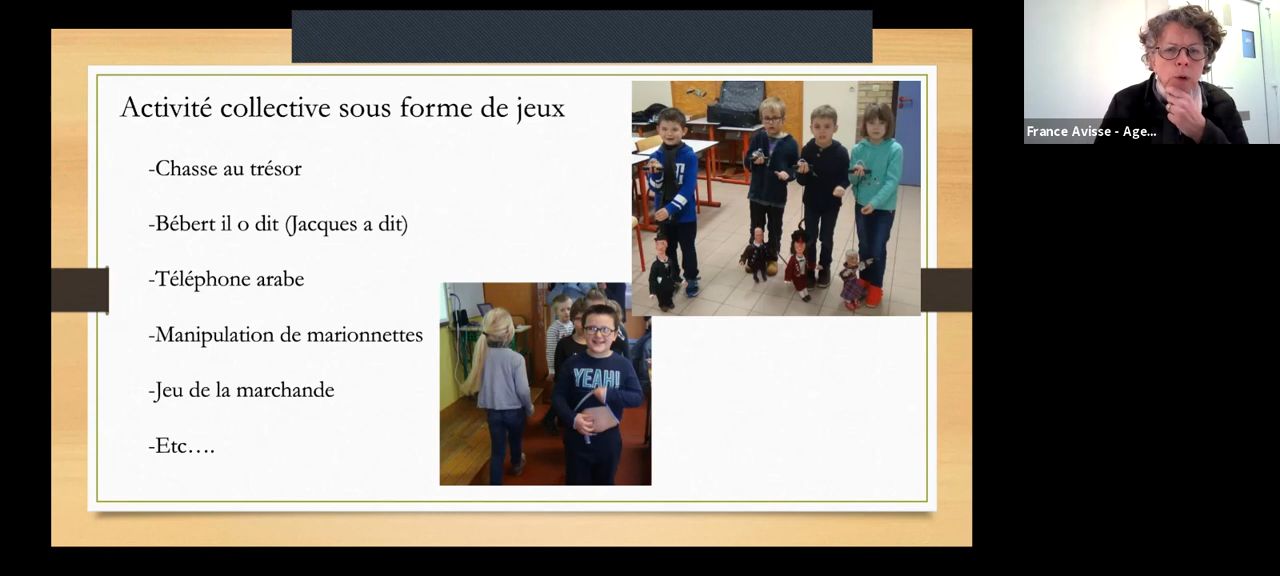 Activité collective sous forme de jeux
-Chasse au trésor
-Bébert il o dit (Jacques a dit)
-Téléphone arabe
-Manipulation de marionnettes
-Jeu de la marchande
-Etc….
YEAH!
France Avisse - Age...